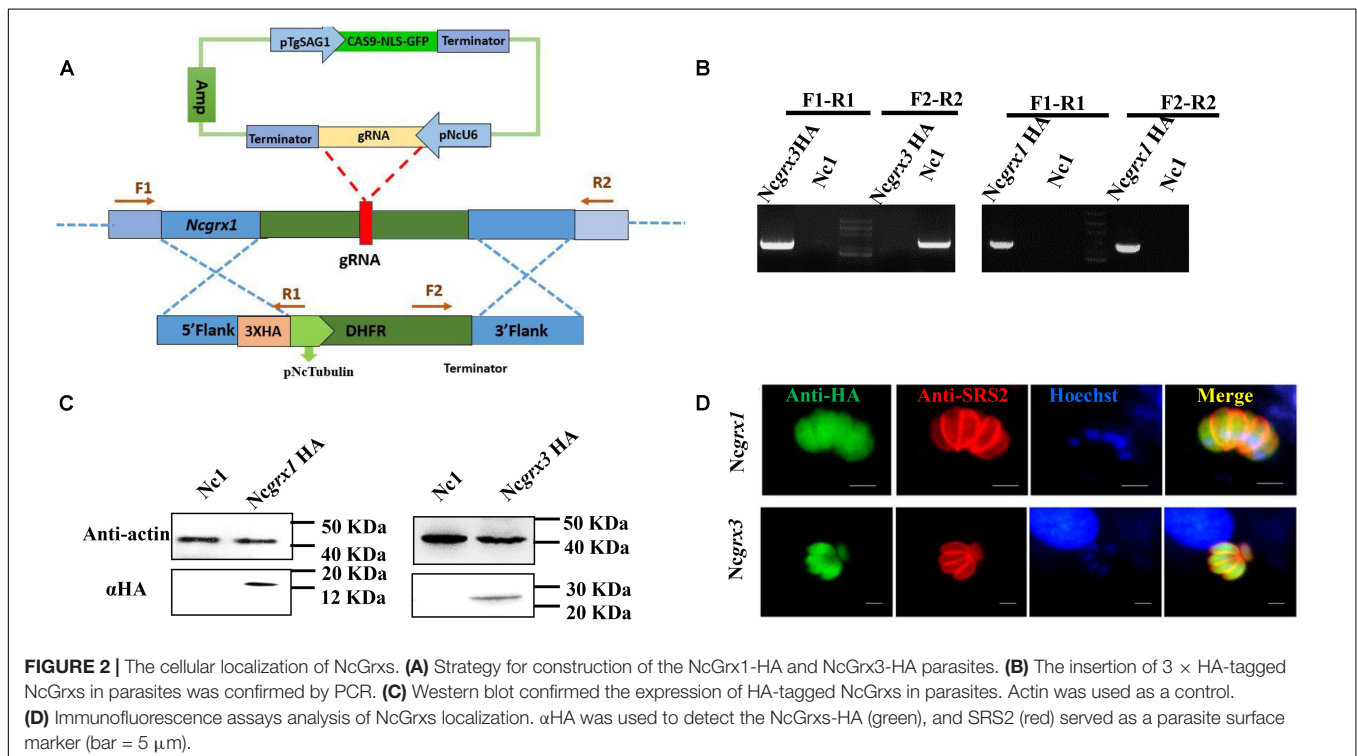 A
pTgSAG1 CAS9-NLS-GFP Terminator
Amp
Terminator gRNA pNcU6
F1 R2
Ncgrx1
gRNA
R1 F2
5'Flank 3XHA DHFR 3'Flank
pNcTubulin Terminator
B
F1-R1 F2-R2 F1-R1 F2-R2
Ncgrx3HA Nc1 Ncgrx3 HA Nc1 Ncgrx1 HA Nc1 Ncgrx1 HA Nc1
C
Nc1 Ncgrx1 HA Nc1 Ncgrx3 HA
Anti-actin 50 KDa 50 KDa
40 KDa 40 KDa
αHA 20 KDa 30 KDa
12 KDa 20 KDa
D
Anti-HA Anti-SRS2 Hoechst Merge
Ncgrx1
Ncgrx3
FIGURE 2 | The cellular localization of NcGrxs. (A) Strategy for construction of the NcGrx1-HA and NcGrx3-HA parasites. (B) The insertion of 3 × HA-tagged
NcGrxs in parasites was confirmed by PCR. (C) Western blot confirmed the expression of HA-tagged NcGrxs in parasites. Actin was used as a control.
(D) Immunofluorescence assays analysis of NcGrxs localization. αHA was used to detect the NcGrxs-HA (green), and SRS2 (red) served as a parasite surface
marker (bar = 5 μm).